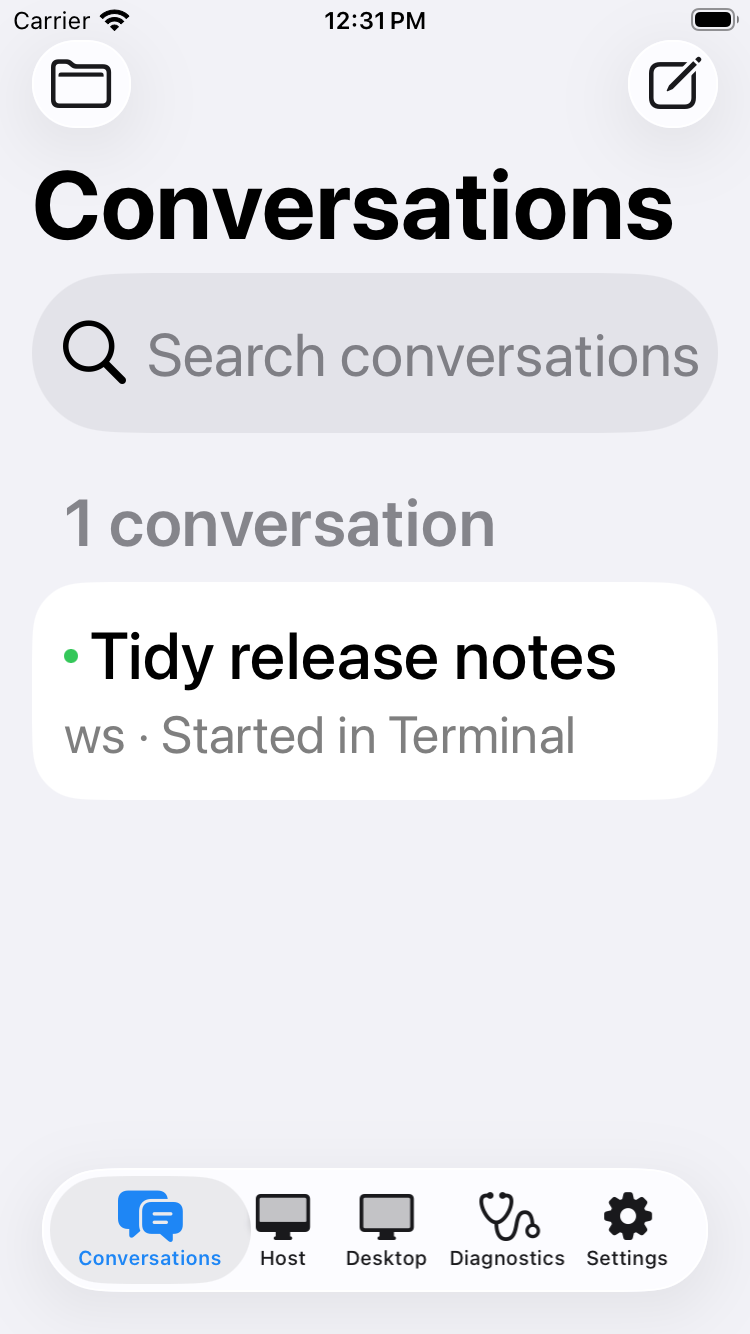 Carrier 12:31 PM
Conversations
Search conversations
1 conversation
Tidy release notes
ws · Started in Terminal
Conversations Host Desktop Diagnostics Settings